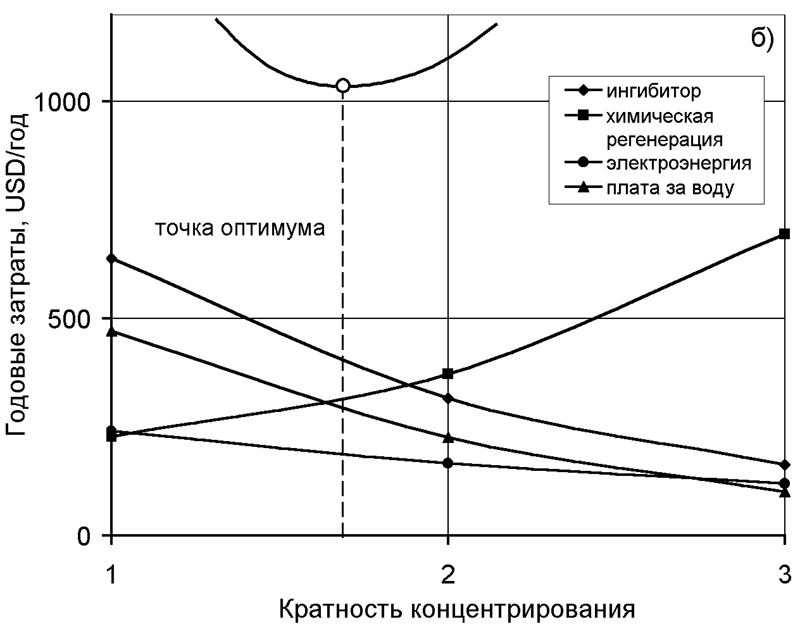 б)
1000
ингибитор
химическая
регенерация
электроэнергия
плата за воду
Годовые затраты, USD/год
точка оптимума
500
0
1
2
3
Кратность концентрирования